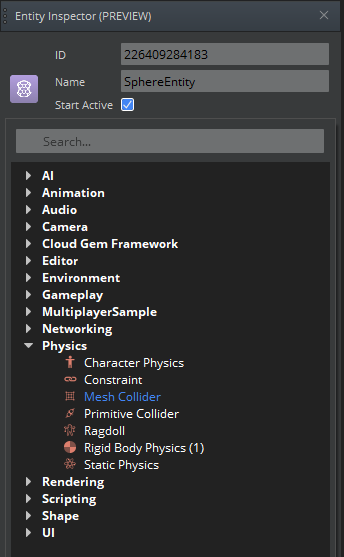 Entity Inspector (PREVIEW)
ID 226409284183
Name SphereEntity
Start Active
Search...
AI
Animation
Audio
Camera
Cloud Gem Framework
Editor
Environment
Gameplay
MultiplayerSample
Networking
Physics
Character Physics
Constraint
Mesh Collider
Primitive Collider
Ragdoll
Rigid Body Physics (1)
Static Physics
Rendering
Scripting
Shape
UI